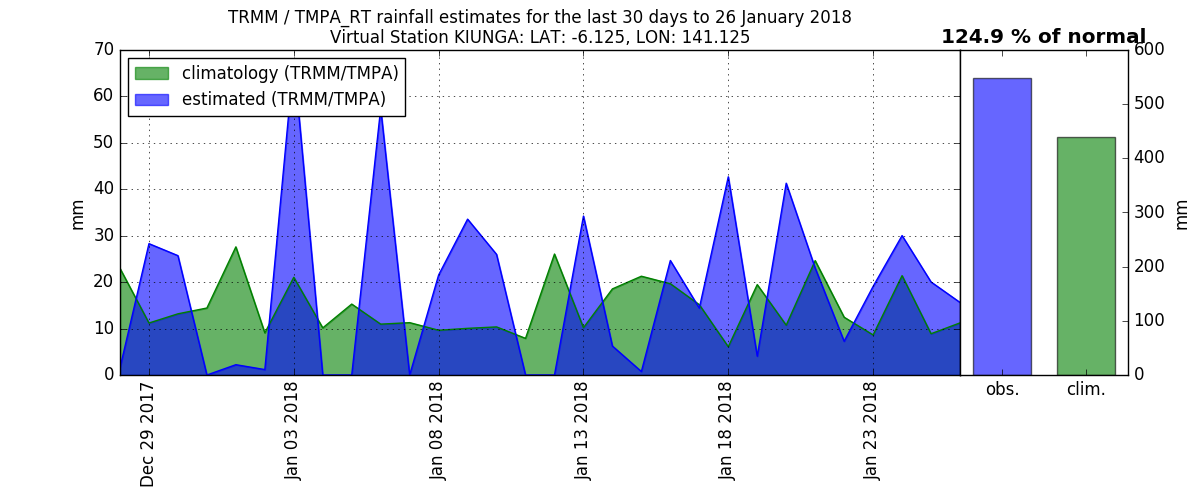 TRMM / TMPA_RT rainfall estimates for the last 30 days to 26 January 2018
Virtual Station KIUNGA: LAT: -6.125, LON: 141.125
124.9 % of normal
climatology (TRMM/TMPA)
estimated (TRMM/TMPA)
mm
70
60
50
40
30
20
10
0
Dec 29 2017
Jan 03 2018
Jan 08 2018
Jan 13 2018
Jan 18 2018
Jan 23 2018
obs.
clim.
600
500
400
300
200
100
0
mm